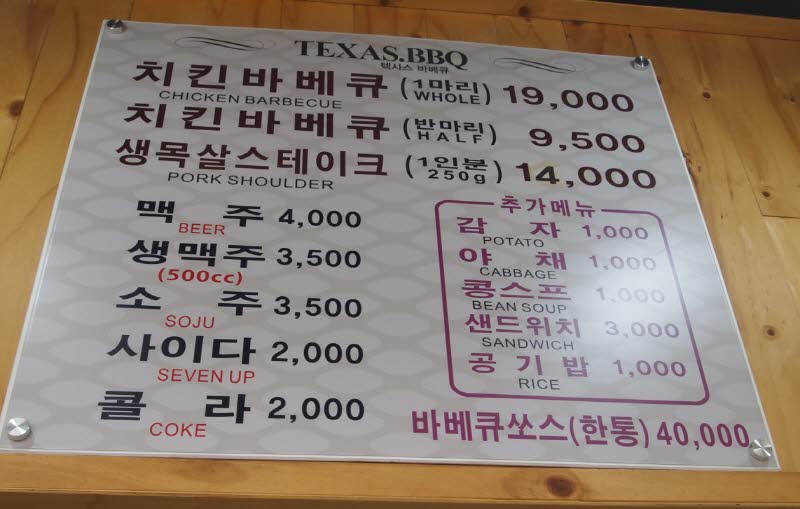 TEXAS.BBQ
텍사스 바베큐
치킨바베큐 (1마리) 19,000
CHICKEN BARBECUE WHOLE
치킨바베큐 (반마리) 9,500
HALF
생목살스테이크 (1인분 250g) 14,000
PORK SHOULDER
맥주 4,000
BEER
생맥주 3,500
(500cc)
소주 3,500
SOJU
사이다 2,000
SEVEN UP
콜라 2,000
COKE
추가메뉴
감자 1,000
POTATO
야채 1,000
CABBAGE
콩스프 1,000
BEAN SOUP
샌드위치 3,000
SANDWICH
공기밥 1,000
RICE
바베큐쏘스(한통) 40,000